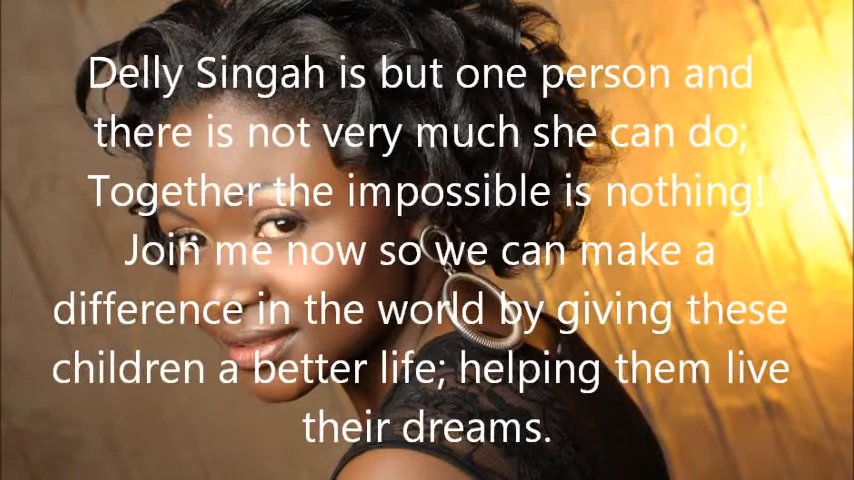 Delly Singah is but one person and
there is not very much she can do;
Together the impossible is nothing!
Join me now so we can make a
difference in the world by giving these
children a better life; helping them live
their dreams.